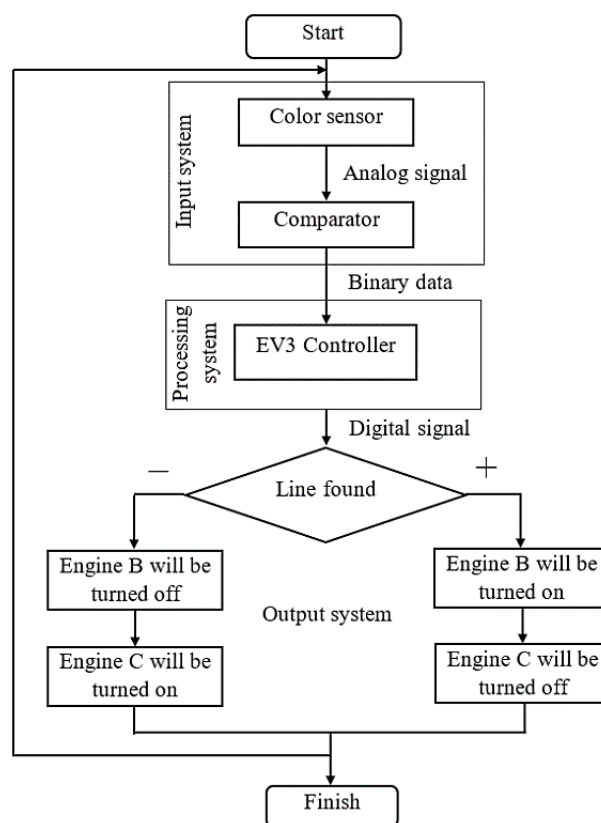 Start
Input system
Color sensor
Analog signal
Comparator
Binary data
Processing
system
EV3 Controller
Digital signal
−
+
Line found
Engine B will be
turned off
Engine B will be
turned on
Output system
Engine C will be
turned on
Engine C will be
turned off
Finish